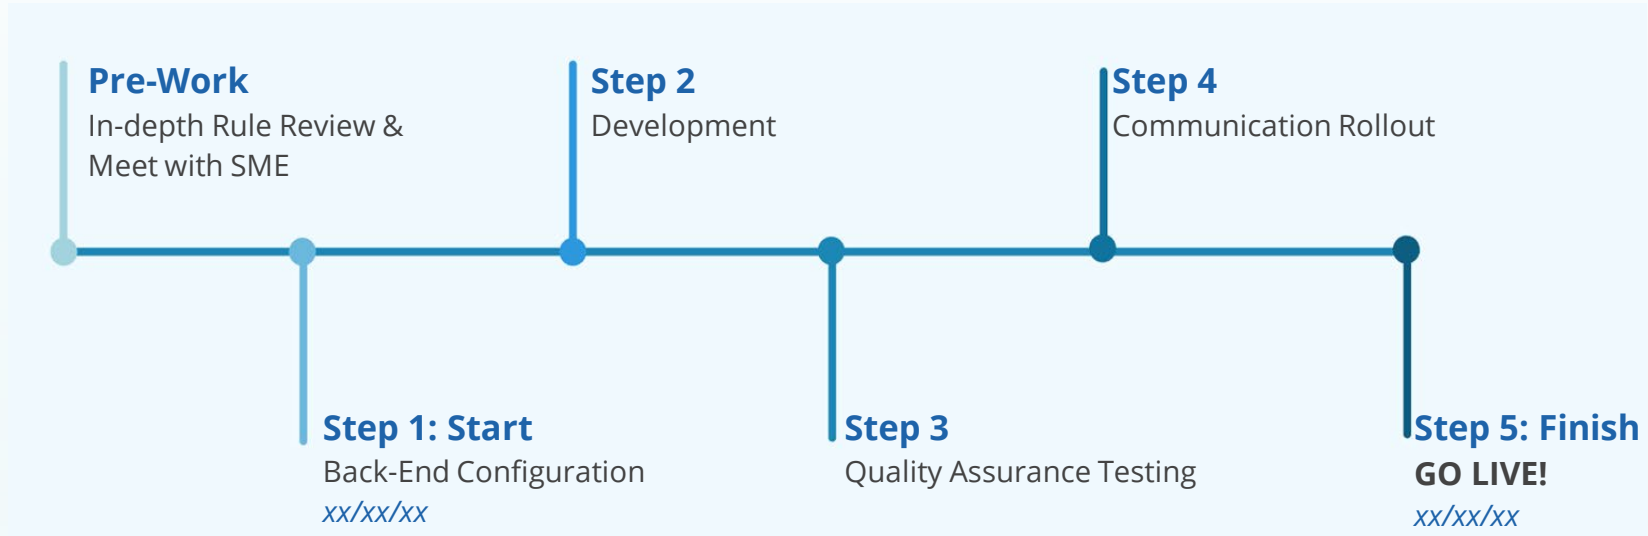 Pre-Work
In-depth Rule Review &
Meet with SME
Step 1: Start
Back-End Configuration
xx/xx/xx
Step 2
Development
Step 3
Quality Assurance Testing
Step 4
Communication Rollout
Step 5: Finish
GO LIVE!
xx/xx/xx